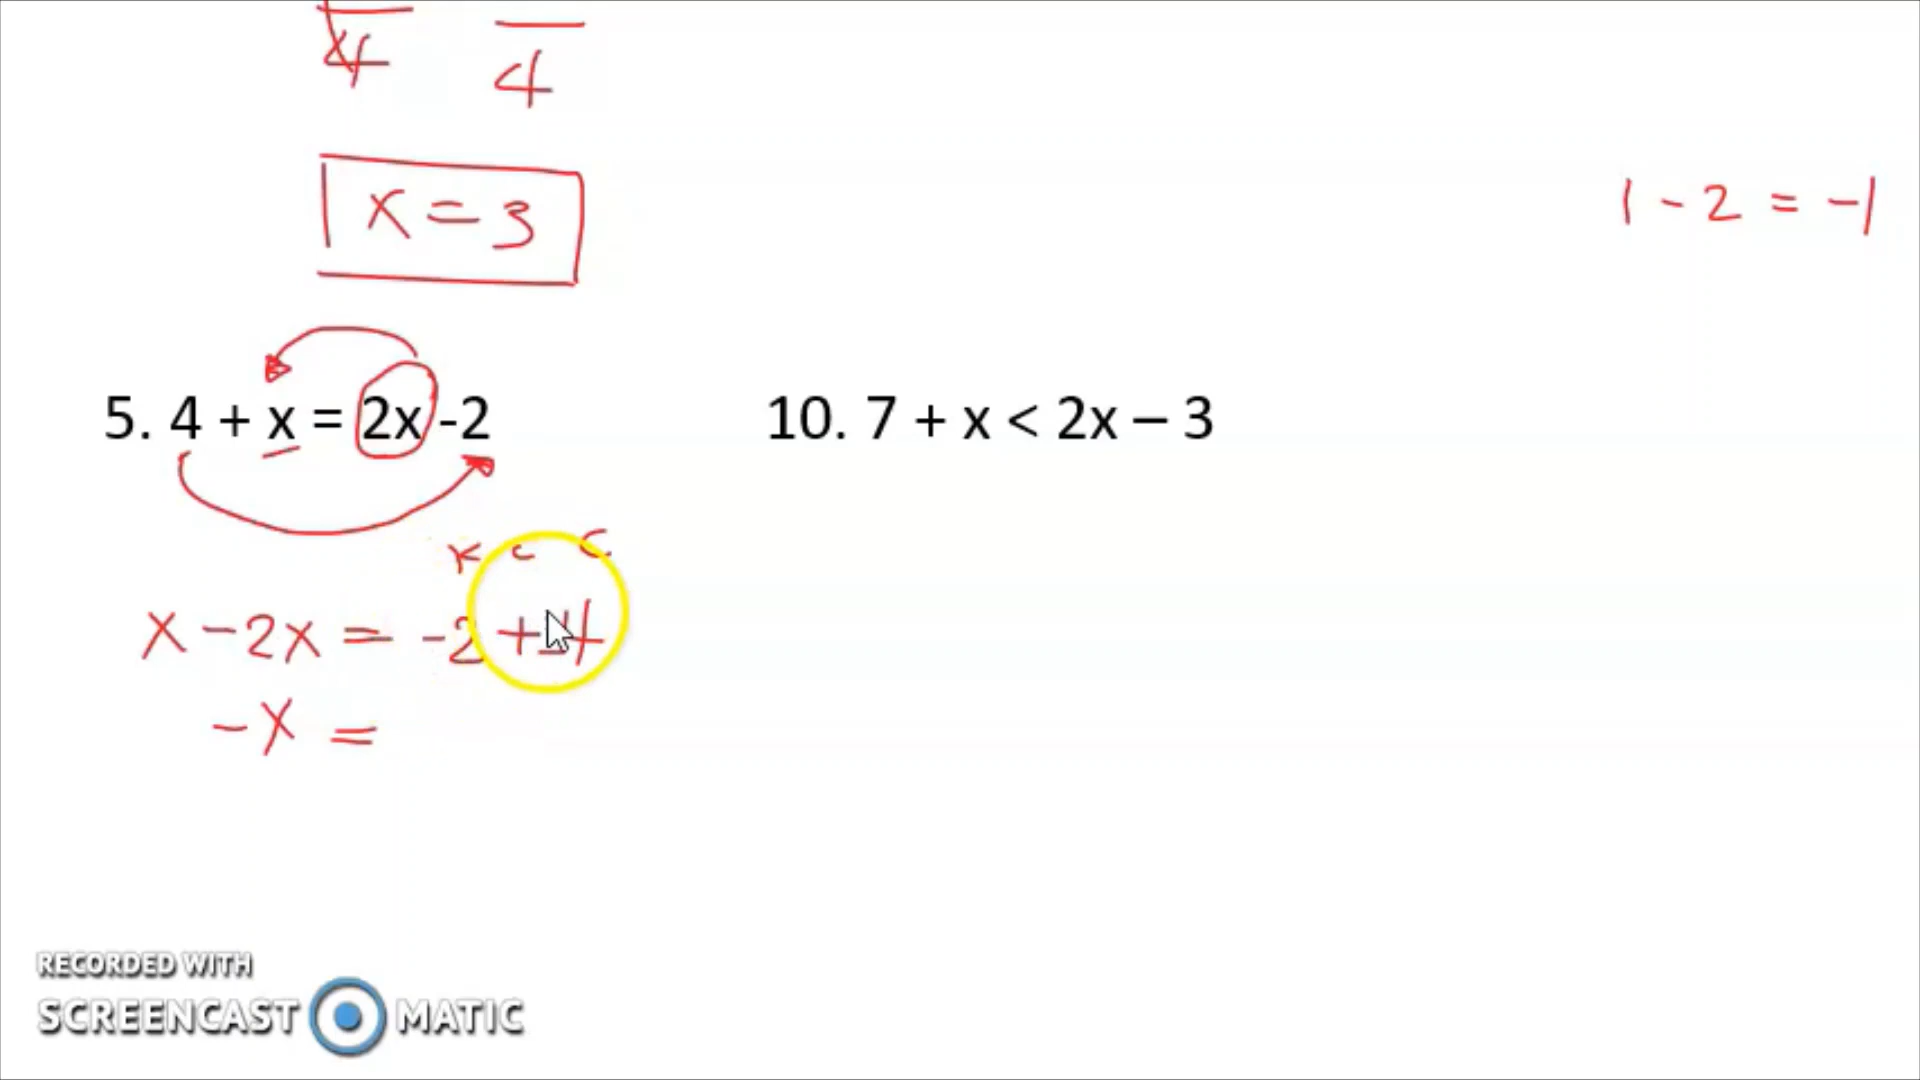 4 4
x = 3
1 - 2 = -1
5. 4 + x = 2x -2
10. 7 + x < 2x – 3
K C C
x - 2x = -2 + -4
-x =
RECORDED WITH
SCREENCAST MATIC